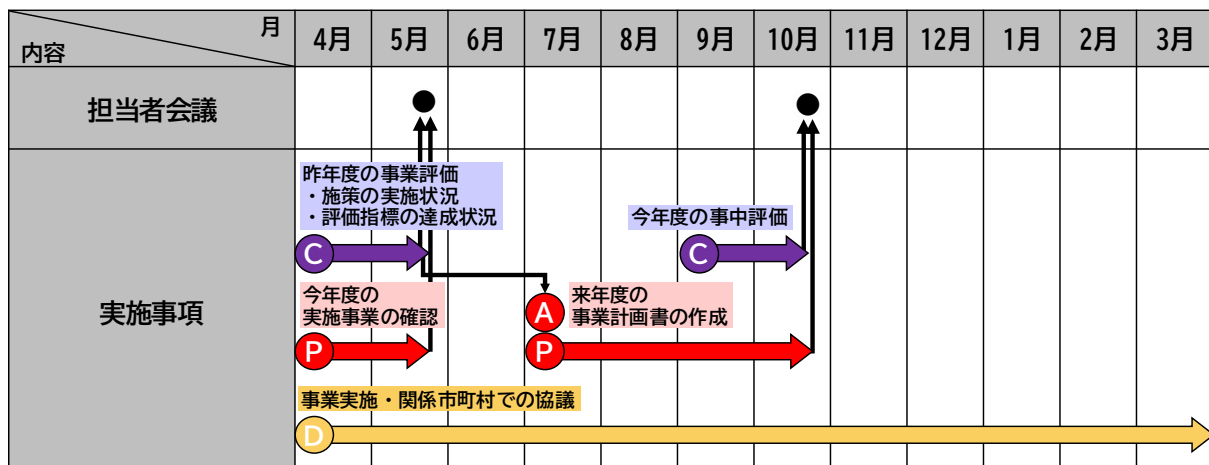 月
内容
4月 5月 6月 7月 8月 9月 10月 11月 12月 1月 2月 3月
担当者会議
実施事項
昨年度の事業評価
・施策の実施状況
・評価指標の達成状況
C
今年度の事中評価
C
今年度の
実施事業の確認
P
A
来年度の
事業計画書の作成
P
事業実施・関係市町村での協議
D